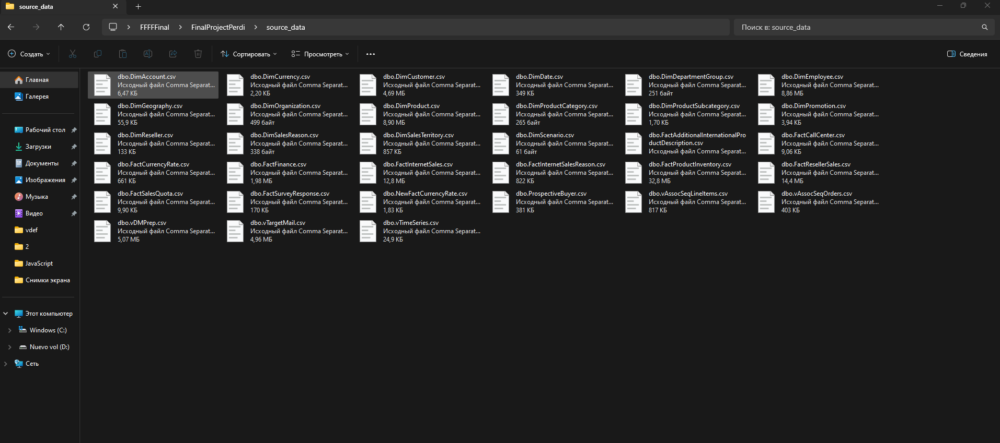 source_data
FFFFFinal
FinalProjectPerdi
source_data
Поиск в: source_data
Создать
Сортировать
Просмотреть
Сведения
Главная
Галерея
Рабочий стол
Загрузки
Документы
Изображения
Музыка
Видео
vdef
2
JavaScript
Снимки экрана
Этот компьютер
Windows (C:)
Nuevo vol (D:)
Сеть
dbo.DimAccount.csv
Исходный файл Comma Separat...
6,47 КБ
dbo.DimCurrency.csv
Исходный файл Comma Separat...
2,20 КБ
dbo.DimCustomer.csv
Исходный файл Comma Separat...
4,69 МБ
dbo.DimDate.csv
Исходный файл Comma Separat...
349 КБ
dbo.DimDepartmentGroup.csv
Исходный файл Comma Separat...
251 байт
dbo.DimEmployee.csv
Исходный файл Comma Separat...
8,86 МБ
dbo.DimGeography.csv
Исходный файл Comma Separat...
55,9 КБ
dbo.DimOrganization.csv
Исходный файл Comma Separat...
499 байт
dbo.DimProduct.csv
Исходный файл Comma Separat...
8,90 МБ
dbo.DimProductCategory.csv
Исходный файл Comma Separat...
265 байт
dbo.DimProductSubcategory.csv
Исходный файл Comma Separat...
1,70 КБ
dbo.DimPromotion.csv
Исходный файл Comma Separat...
3,94 КБ
dbo.DimReseller.csv
Исходный файл Comma Separat...
133 КБ
dbo.DimSalesReason.csv
Исходный файл Comma Separat...
338 байт
dbo.DimSalesTerritory.csv
Исходный файл Comma Separat...
857 КБ
dbo.DimScenario.csv
Исходный файл Comma Separat...
61 байт
dbo.FactAdditionalInternationalPro
ductDescription.csv
Исходный файл Comma Separat...
dbo.FactCallCenter.csv
Исходный файл Comma Separat...
9,06 КБ
dbo.FactCurrencyRate.csv
Исходный файл Comma Separat...
661 КБ
dbo.FactFinance.csv
Исходный файл Comma Separat...
1,98 МБ
dbo.FactInternetSales.csv
Исходный файл Comma Separat...
12,8 МБ
dbo.FactInternetSalesReason.csv
Исходный файл Comma Separat...
822 КБ
dbo.FactProductInventory.csv
Исходный файл Comma Separat...
32,8 МБ
dbo.FactResellerSales.csv
Исходный файл Comma Separat...
14,4 МБ
dbo.FactSalesQuota.csv
Исходный файл Comma Separat...
9,90 КБ
dbo.FactSurveyResponse.csv
Исходный файл Comma Separat...
170 КБ
dbo.NewFactCurrencyRate.csv
Исходный файл Comma Separat...
1,83 КБ
dbo.ProspectiveBuyer.csv
Исходный файл Comma Separat...
381 КБ
dbo.vAssocSeqLineItems.csv
Исходный файл Comma Separat...
817 КБ
dbo.vAssocSeqOrders.csv
Исходный файл Comma Separat...
403 КБ
dbo.vDMPrep.csv
Исходный файл Comma Separat...
5,07 МБ
dbo.vTargetMail.csv
Исходный файл Comma Separat...
4,96 МБ
dbo.vTimeSeries.csv
Исходный файл Comma Separat...
24,9 КБ